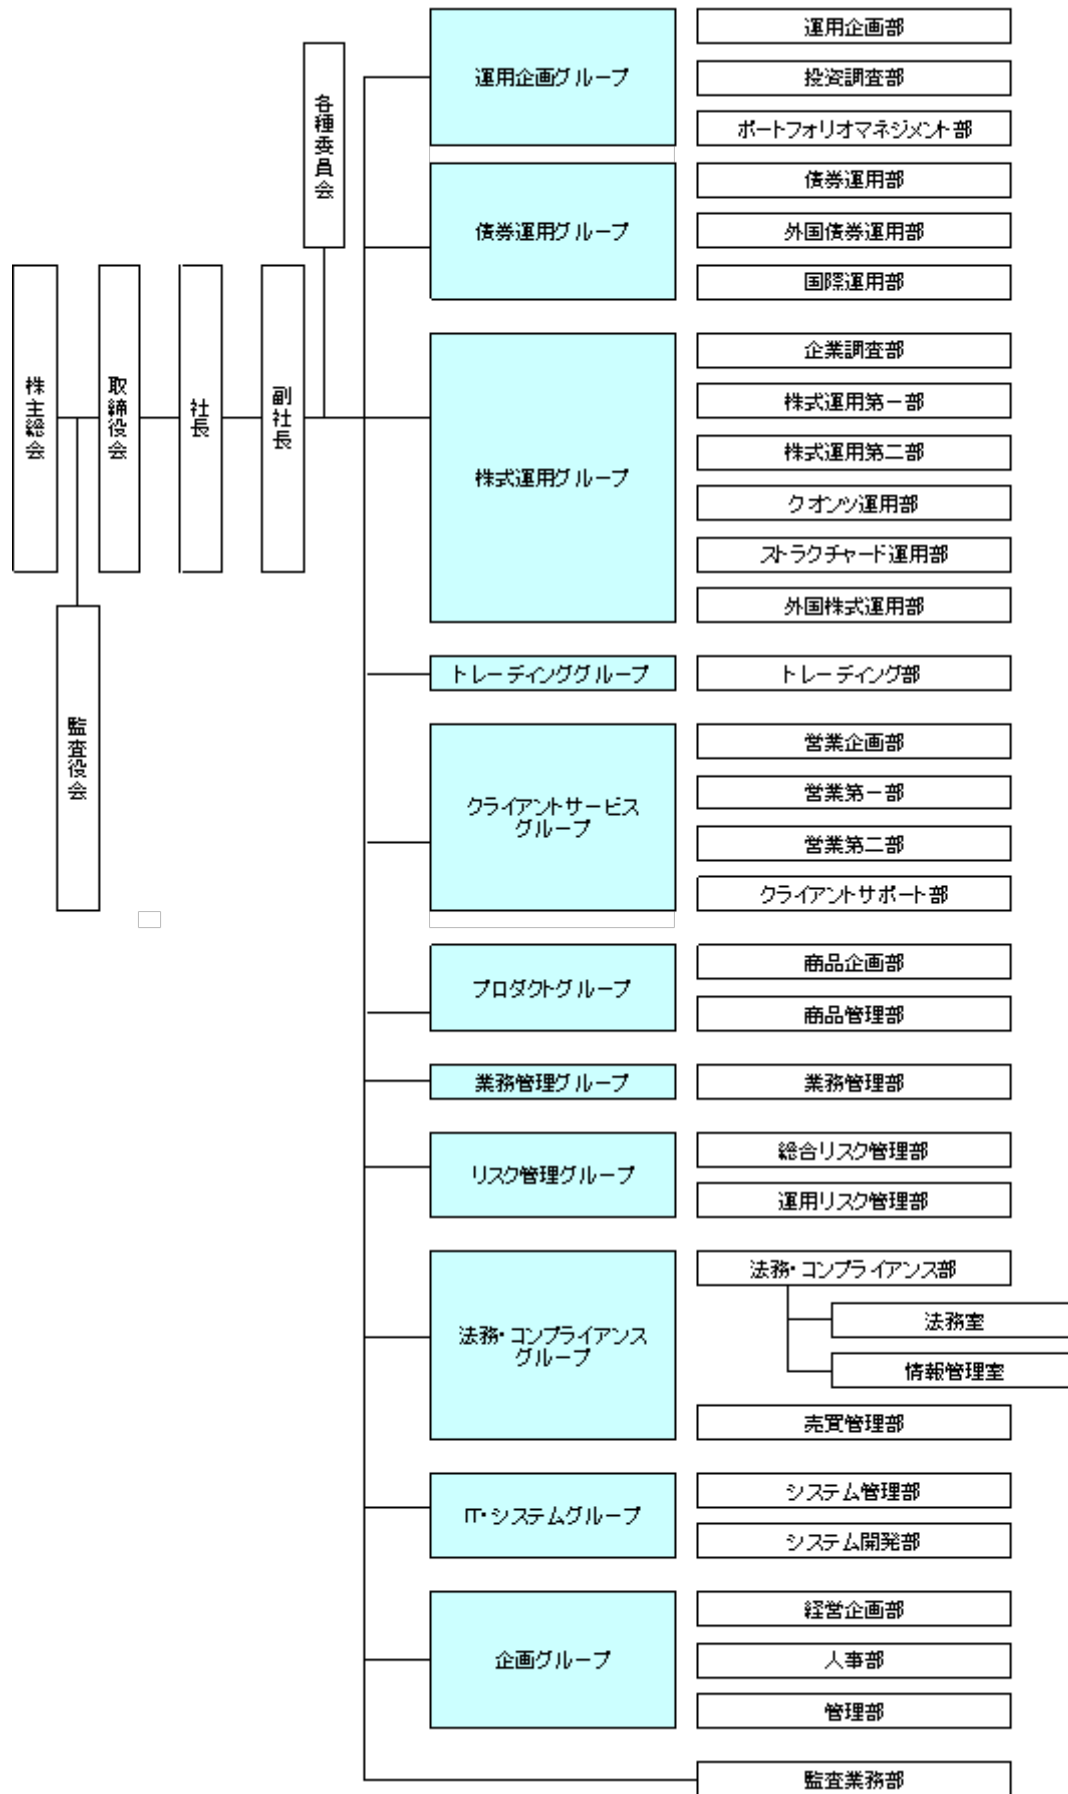 株主総会
監査役会
取締役会
社長
副社長
各種委員会
運用企画グループ
運用企画部
投資調査部
ポートフォリオマネジメント部
債券運用グループ
債券運用部
外国債券運用部
国際運用部
株式運用グループ
企業調査部
株式運用第一部
株式運用第二部
クオンツ運用部
ストラクチャード運用部
外国株式運用部
トレーディンググループ
トレーディング部
クライアントサービス
グループ
営業企画部
営業第一部
営業第二部
クライアントサポート部
プロダクトグループ
商品企画部
商品管理部
業務管理グループ
業務管理部
リスク管理グループ
総合リスク管理部
運用リスク管理部
法務・コンプライアンス
グループ
法務・コンプライアンス部
法務室
情報管理室
売買管理部
IT・システムグループ
システム管理部
システム開発部
企画グループ
経営企画部
人事部
管理部
監査業務部